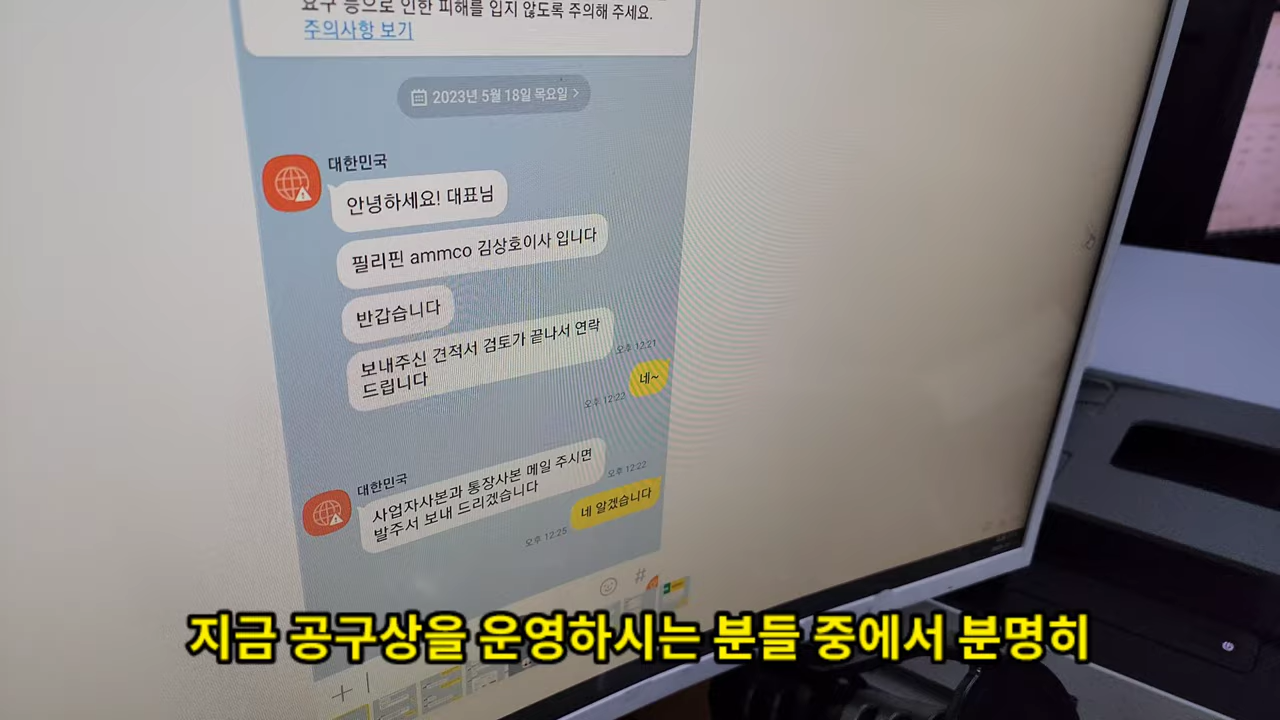 요구 등으로 인한 피해를 입지 않도록 주의해 주세요.
주의사항 보기
2023년 5월 18일 목요일 >
대한민국
안녕하세요! 대표님
필리핀 ammco 김상호이사 입니다
반갑습니다
보내주신 견적서 검토가 끝나서 연락
드립니다
오후 12:21
네~
오후 12:22
대한민국
사업자사본과 통장사본 메일 주시면
발주서 보내 드리겠습니다
오후 12:22
네 알겠습니다
오후 12:25
#
지금 공구상을 운영하시는 분들 중에서 분명히